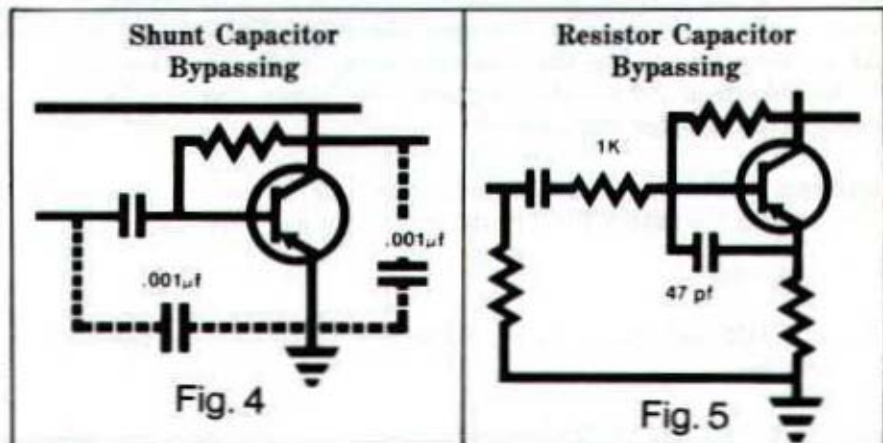 Shunt Capacitor
Bypassing
.001µf
.001µf
Fig. 4
Resistor Capacitor
Bypassing
1K
47 pf
Fig. 5